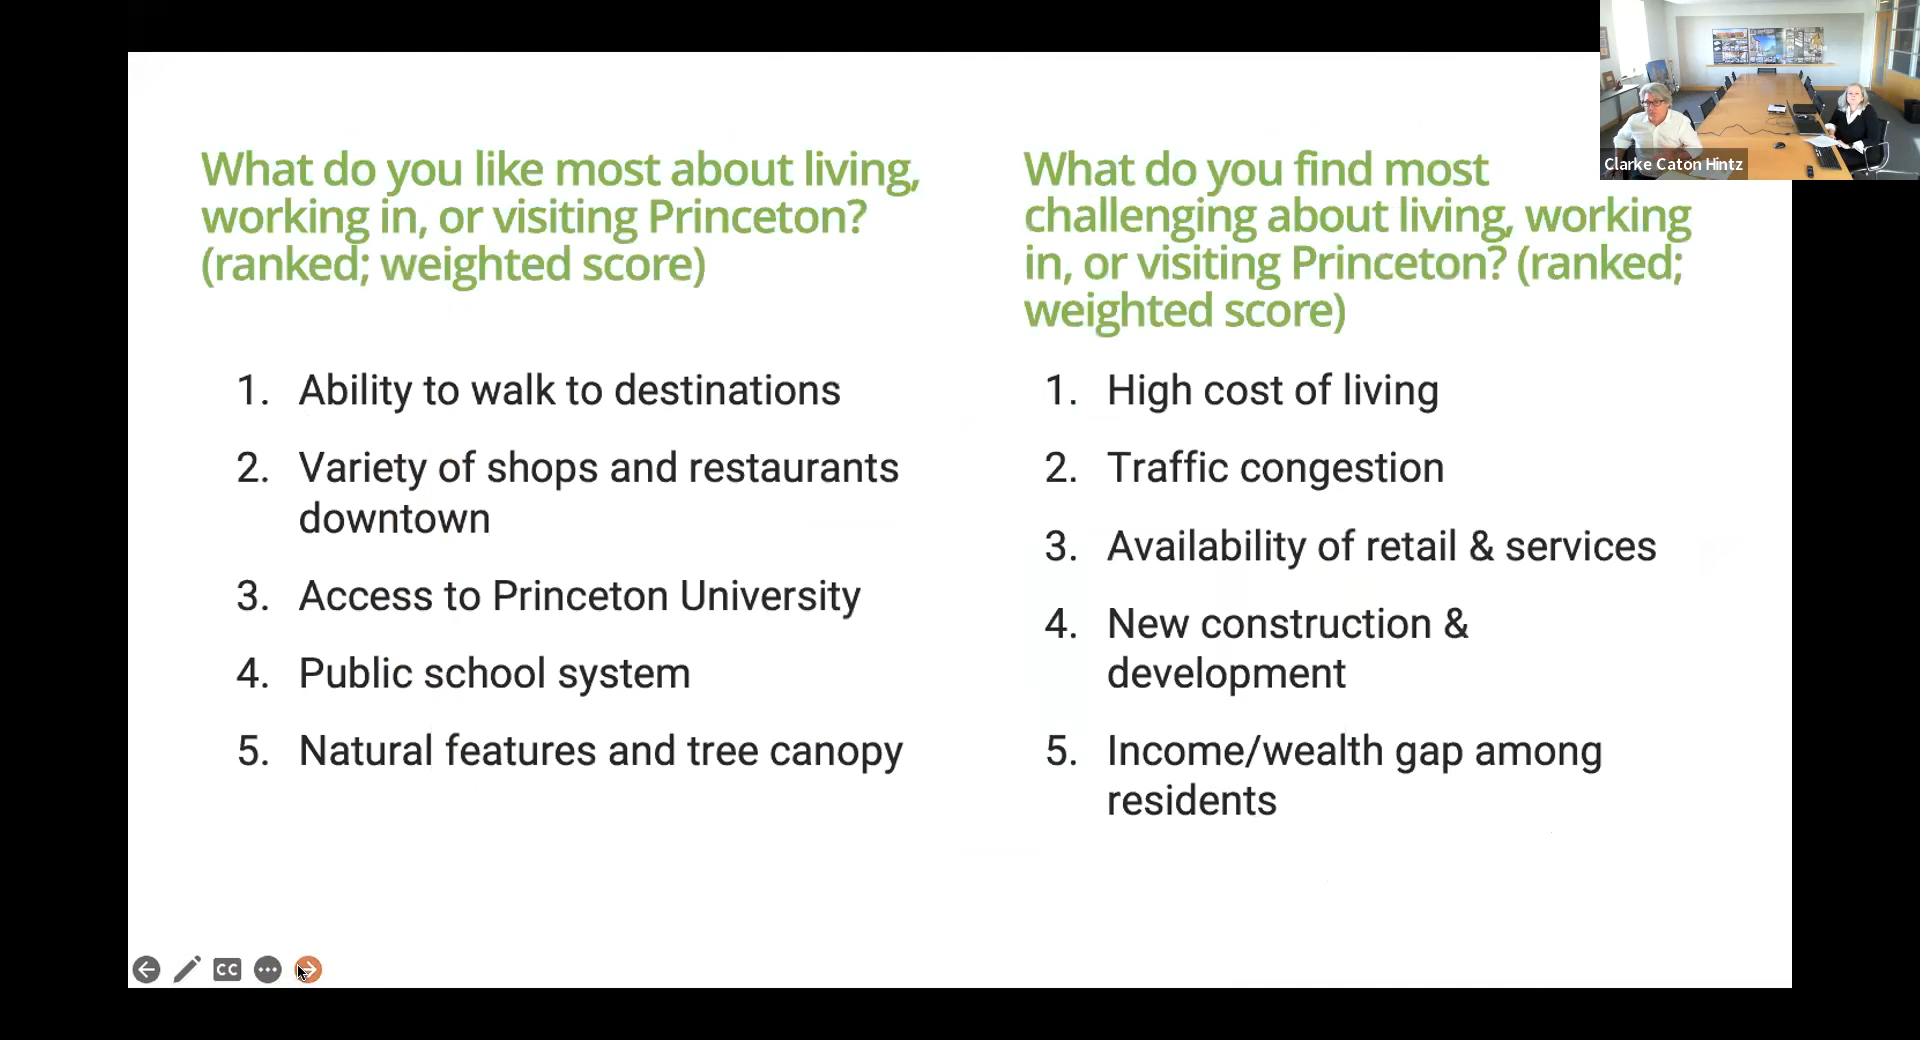 What do you like most about living,
working in, or visiting Princeton?
(ranked; weighted score)
1. Ability to walk to destinations
2. Variety of shops and restaurants
downtown
3. Access to Princeton University
4. Public school system
5. Natural features and tree canopy
What do you find most
challenging about living, working
in, or visiting Princeton? (ranked;
weighted score)
1. High cost of living
2. Traffic congestion
3. Availability of retail & services
4. New construction &
development
5. Income/wealth gap among
residents
Clarke Caton Hintz
CC